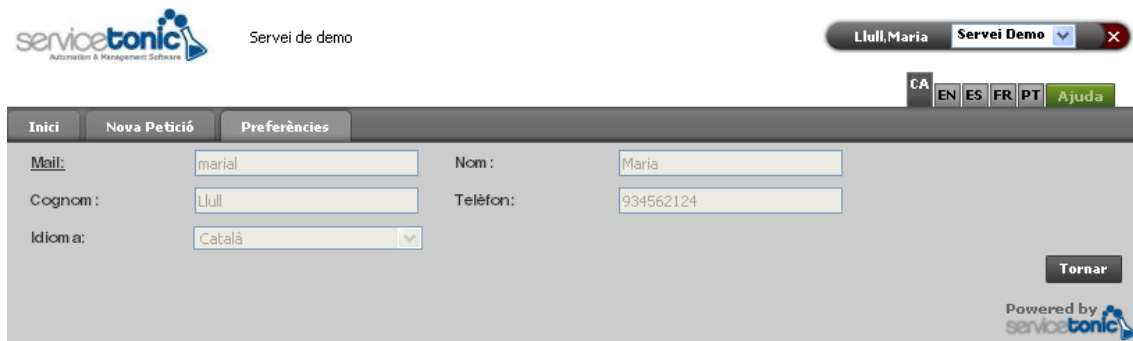 servicetonic
Automation & Management Software
Servei de demo
Llull,Maria Servei Demo X
CA EN ES FR PT Ajuda
Inici Nova Petició Preferències
Mail: marial Nom: Maria
Cognom: Llull Telèfon: 934562124
Idioma: Català
Tornar
Powered by
servicetonic